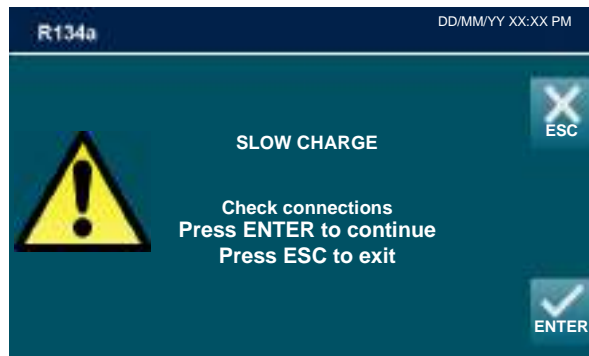 R134a
DD/MM/YY XX:XX PM
ESC
SLOW CHARGE
Check connections
Press ENTER to continue
Press ESC to exit
ENTER